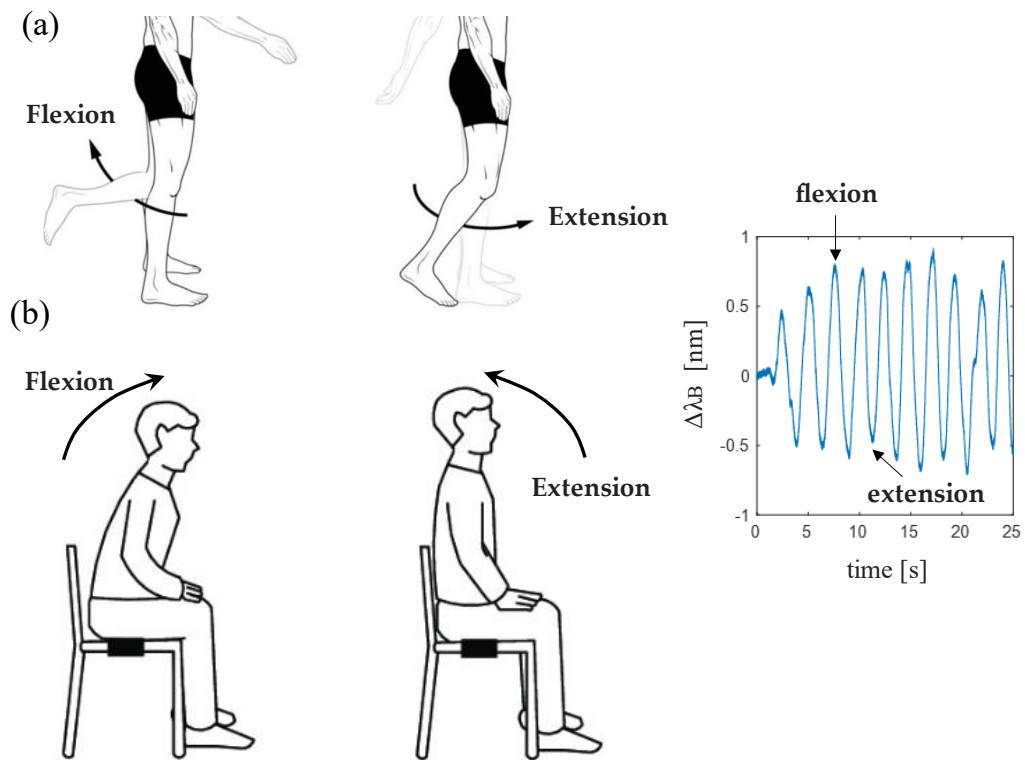 (a)
Flexion
Extension
(b)
Flexion
Extension
flexion
1
0.5
0
-0.5
-1
ΔλB [nm]
extension
0 5 10 15 20 25
time [s]